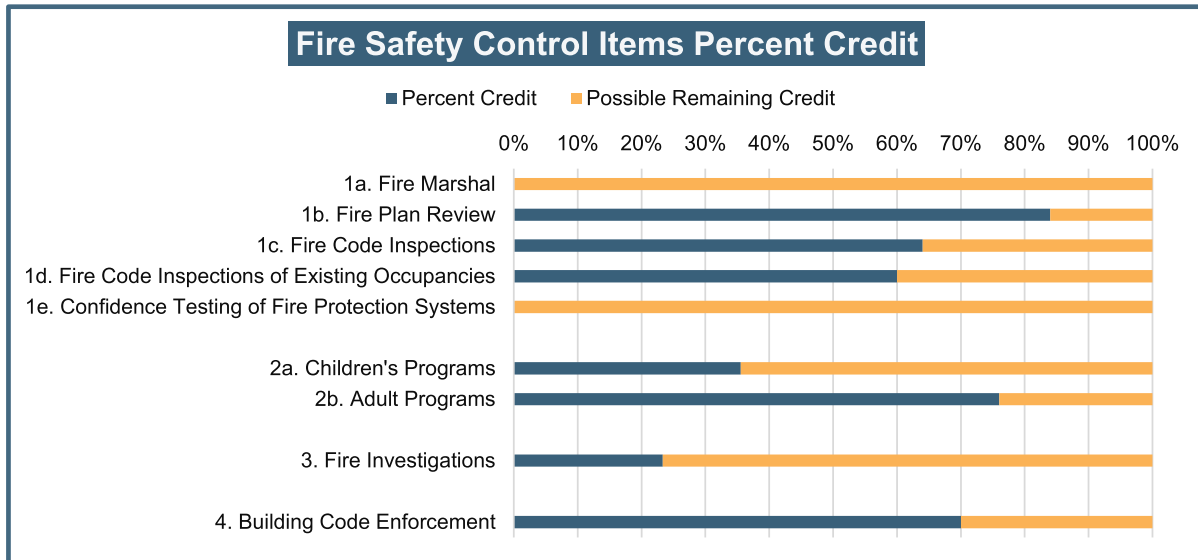 Fire Safety Control Items Percent Credit
Percent Credit Possible Remaining Credit
0% 10% 20% 30% 40% 50% 60% 70% 80% 90% 100%
1a. Fire Marshal
1b. Fire Plan Review
1c. Fire Code Inspections
1d. Fire Code Inspections of Existing Occupancies
1e. Confidence Testing of Fire Protection Systems
2a. Children's Programs
2b. Adult Programs
3. Fire Investigations
4. Building Code Enforcement